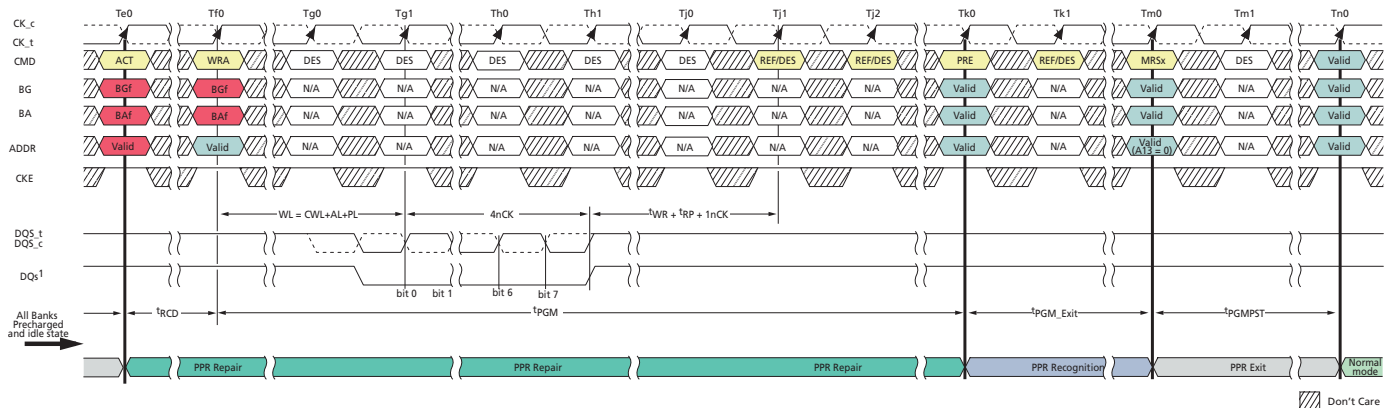 Te0 Tf0 Tg0 Tg1 Th0 Th1 Tj0 Tj1 Tj2 Tk0 Tk1 Tm0 Tm1 Tn0
CK_c
CK_t
CMD ACT WRA DES DES DES DES DES REF/DES REF/DES PRE REF/DES MRSx DES Valid
BG BGf BGf N/A N/A N/A N/A N/A N/A N/A Valid N/A Valid N/A Valid
BA BAf BAf N/A N/A N/A N/A N/A N/A N/A Valid N/A Valid N/A Valid
ADDR Valid Valid N/A N/A N/A N/A N/A N/A N/A Valid N/A Valid (A13 = 0) N/A Valid
CKE
WL = CWL+AL+PL 4nCK tWR + tRP + 1nCK
DQS_t
DQS_c
DQs1
bit 0 bit 1 bit 6 bit 7
All Banks
Precharged
and idle state
tRCD tPGM tPGM_Exit tPGMPST
PPR Repair PPR Repair PPR Repair PPR Recognition PPR Exit Normal
mode
Don't Care